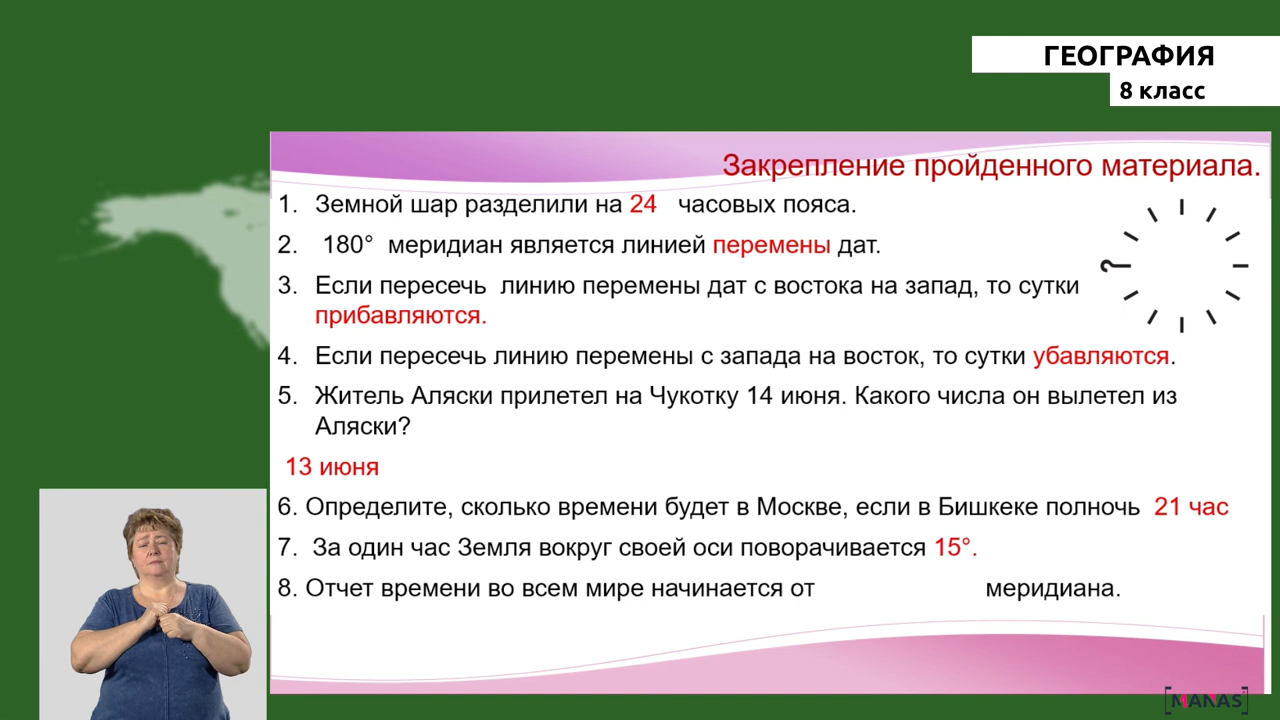 ГЕОГРАФИЯ
8 класс
Закрепление пройденного материала.
1. Земной шар разделили на 24 часовых пояса.
2. 180° меридиан является линией перемены дат.
3. Если пересечь линию перемены дат с востока на запад, то сутки
прибавляются.
4. Если пересечь линию перемены с запада на восток, то сутки убавляются.
5. Житель Аляски прилетел на Чукотку 14 июня. Какого числа он вылетел из
Аляски?
13 июня
6. Определите, сколько времени будет в Москве, если в Бишкеке полночь 21 час
7. За один час Земля вокруг своей оси поворачивается 15°.
8. Отчет времени во всем мире начинается от меридиана.
?
[MANAS]